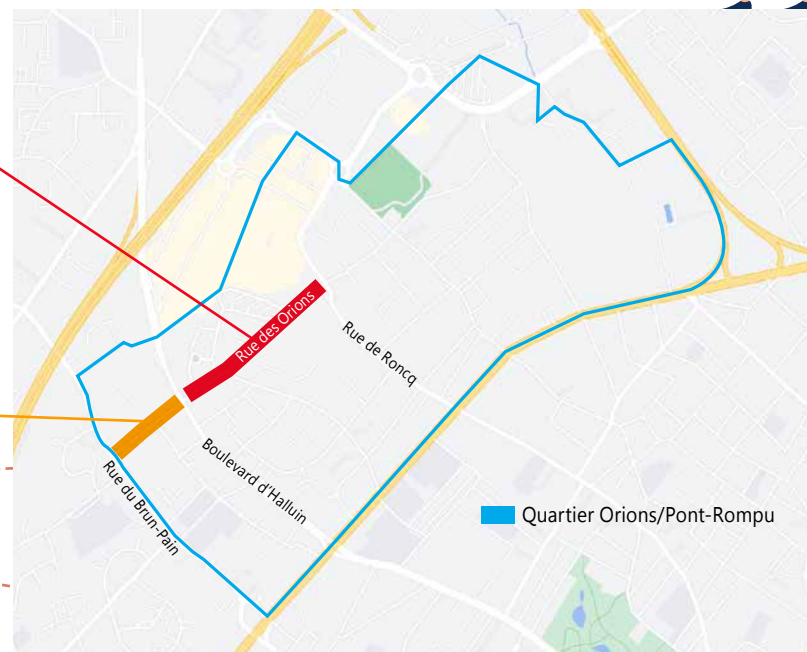 Rue des Orions
Rue de Roncq
Boulevard d'Halluin
Rue du Brun-Pain
Quartier Orions/Pont-Rompu